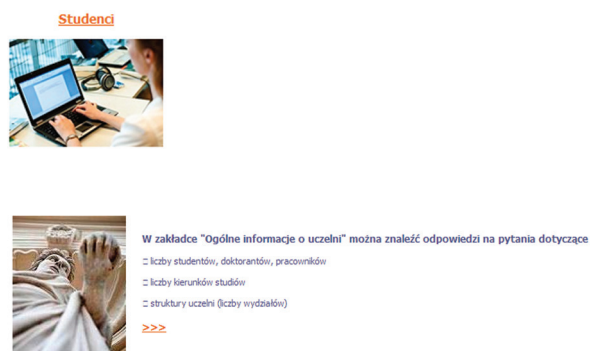 Studenci
W zakładce "Ogólne informacje o uczelni" można znaleźć odpowiedzi na pytania dotyczące
liczby studentów, doktorantów, pracowników
liczby kierunków studiów
struktury uczelni (liczby wydziałów)
>>>